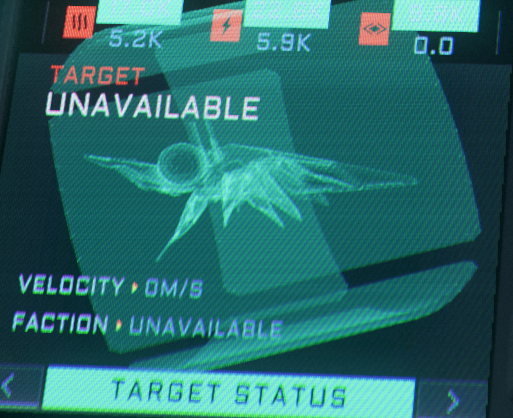 5.2K
5.9K
0.0
TARGET
UNAVAILABLE
VELOCITY 0M/S
FACTION UNAVAILABLE
TARGET STATUS